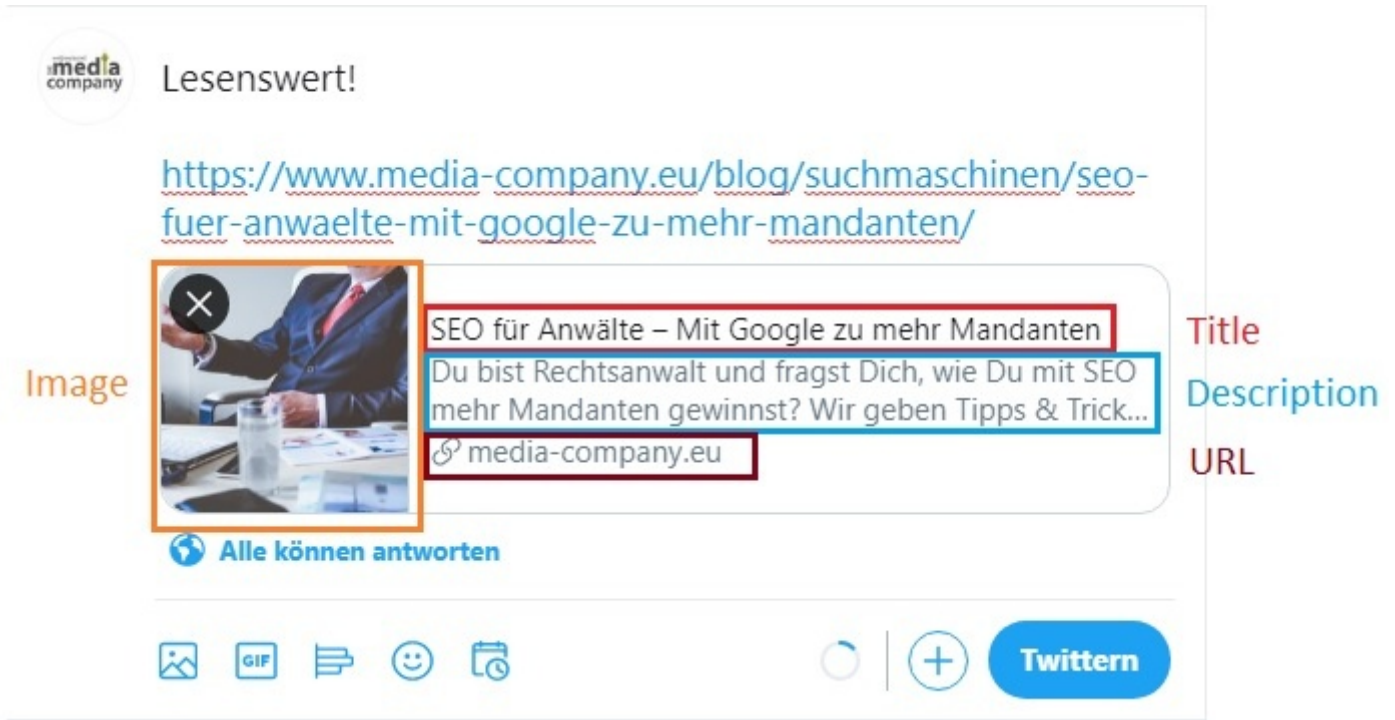 media
company
Lesenswert!
https://www.media-company.eu/blog/suchmaschinen/seo-
fuer-anwaelte-mit-google-zu-mehr-mandanten/
Image
SEO für Anwälte – Mit Google zu mehr Mandanten
Title
Du bist Rechtsanwalt und fragst Dich, wie Du mit SEO
mehr Mandanten gewinnst? Wir geben Tipps & Trick...
Description
media-company.eu
URL
Alle können antworten
GIF
Twittern